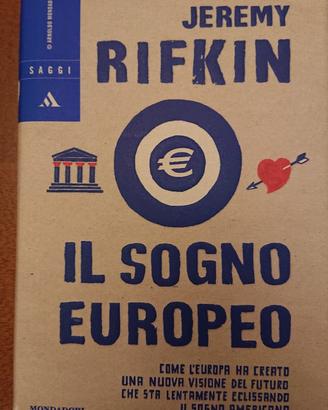 JEREMY
RIFKIN
SAGGI
€
IL SOGNO
EUROPEO
COME L'EUROPA HA CREATO
UNA NUOVA VISIONE DEL FUTURO
CHE STA LENTAMENTE ECLISSANDO
IL SOGNO AMERICANO
MONDADORI